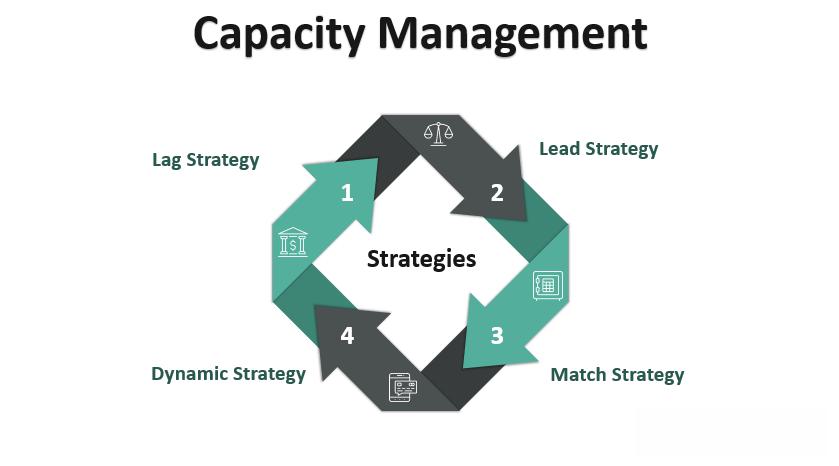 Capacity Management
Lag Strategy
Lead Strategy
1
2
$
Strategies
4
3
Dynamic Strategy
Match Strategy